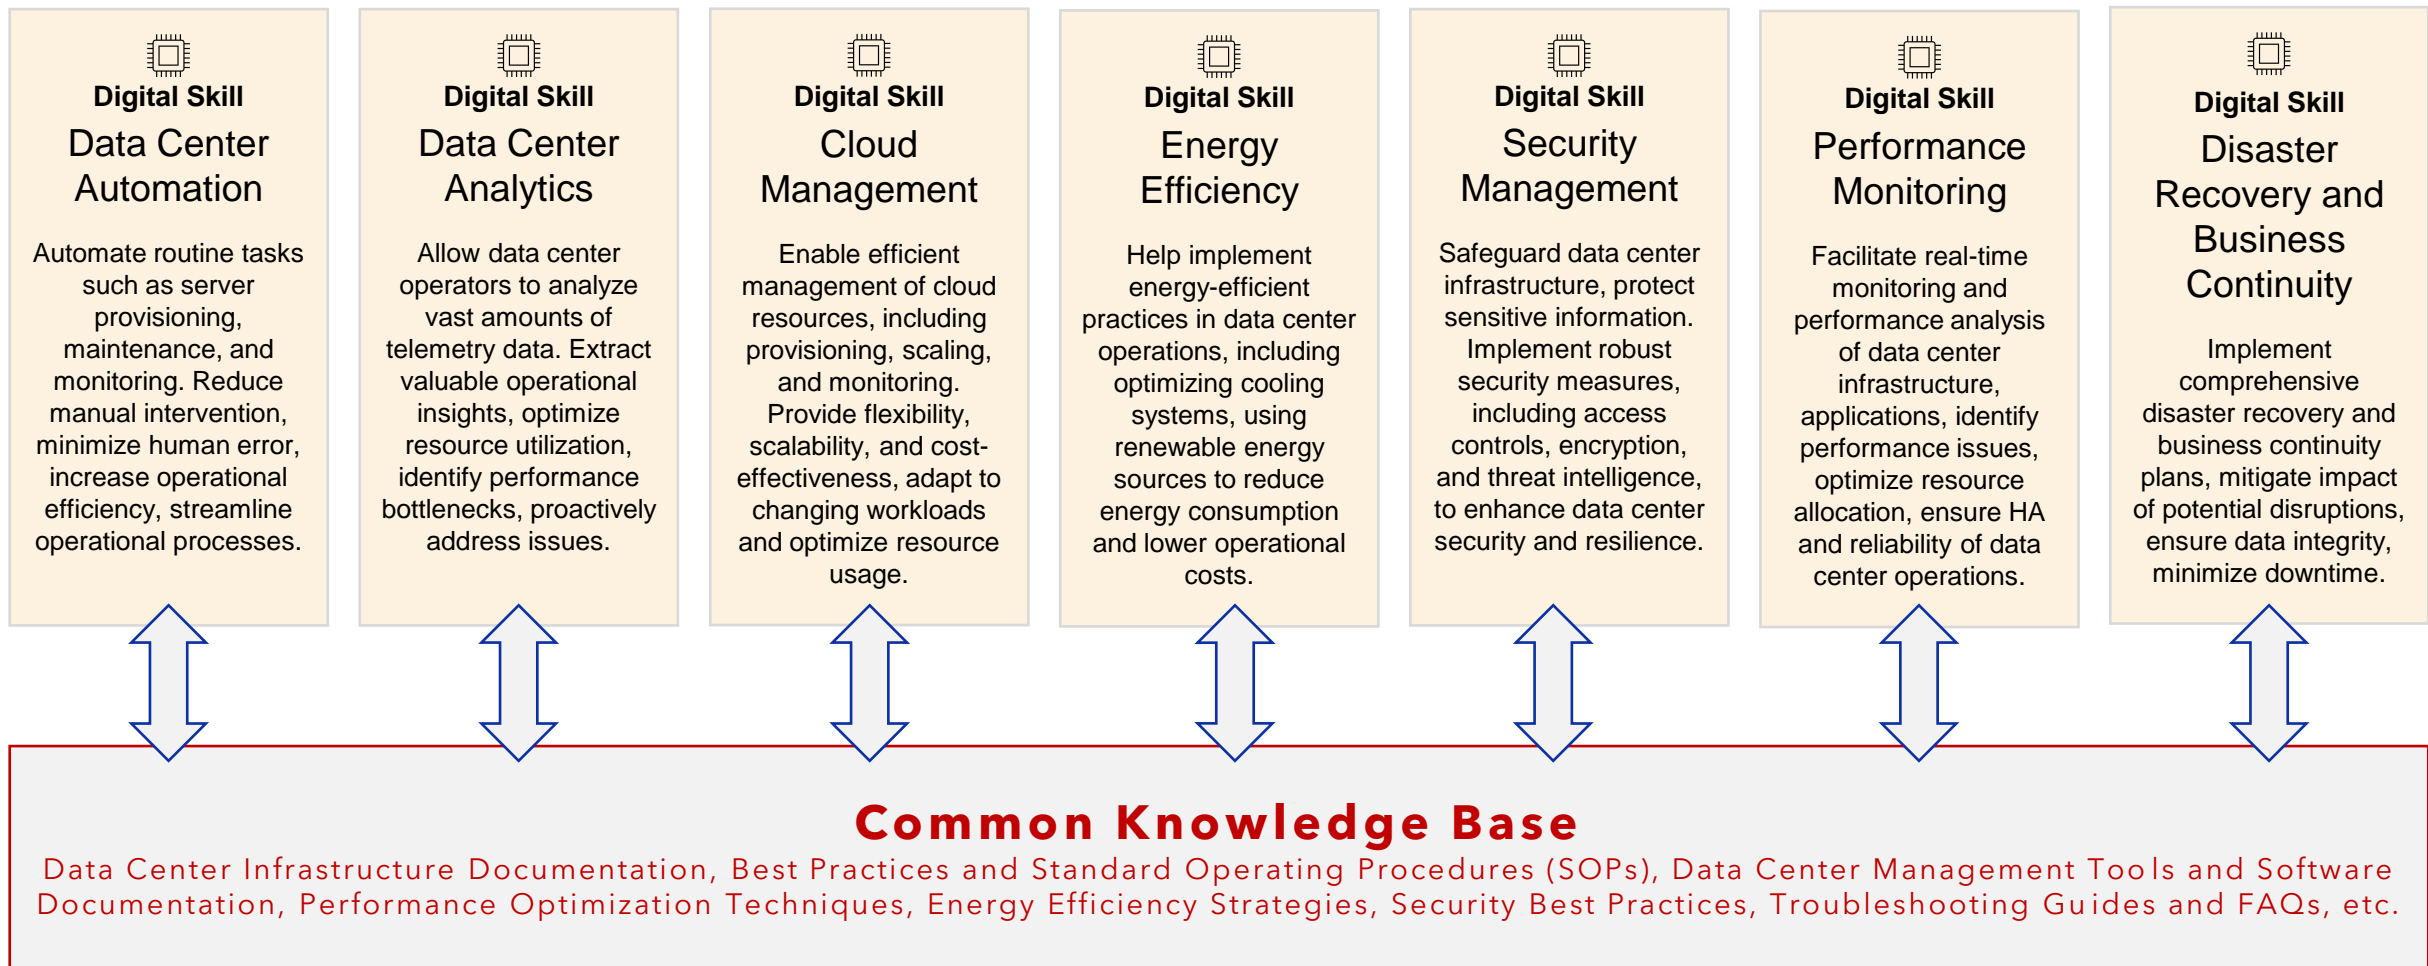 Digital Skill
Data Center
Automation
Automate routine tasks
such as server
provisioning,
maintenance, and
monitoring. Reduce
manual intervention,
minimize human error,
increase operational
efficiency, streamline
operational processes.
Digital Skill
Data Center
Analytics
Allow data center
operators to analyze
vast amounts of
telemetry data. Extract
valuable operational
insights, optimize
resource utilization,
identify performance
bottlenecks, proactively
address issues.
Digital Skill
Cloud
Management
Enable efficient
management of cloud
resources, including
provisioning, scaling,
and monitoring.
Provide flexibility,
scalability, and cost-
effectiveness, adapt to
changing workloads
and optimize resource
usage.
Digital Skill
Energy
Efficiency
Help implement
energy-efficient
practices in data center
operations, including
optimizing cooling
systems, using
renewable energy
sources to reduce
energy consumption
and lower operational
costs.
Digital Skill
Security
Management
Safeguard data center
infrastructure, protect
sensitive information.
Implement robust
security measures,
including access
controls, encryption,
and threat intelligence,
to enhance data center
security and resilience.
Digital Skill
Performance
Monitoring
Facilitate real-time
monitoring and
performance analysis
of data center
infrastructure,
applications, identify
performance issues,
optimize resource
allocation, ensure HA
and reliability of data
center operations.
Digital Skill
Disaster
Recovery and
Business
Continuity
Implement
comprehensive
disaster recovery and
business continuity
plans, mitigate impact
of potential disruptions,
ensure data integrity,
minimize downtime.
Common Knowledge Base
Data Center Infrastructure Documentation, Best Practices and Standard Operating Procedures (SOPs), Data Center Management Tools and Software
Documentation, Performance Optimization Techniques, Energy Efficiency Strategies, Security Best Practices, Troubleshooting Guides and FAQs, etc.